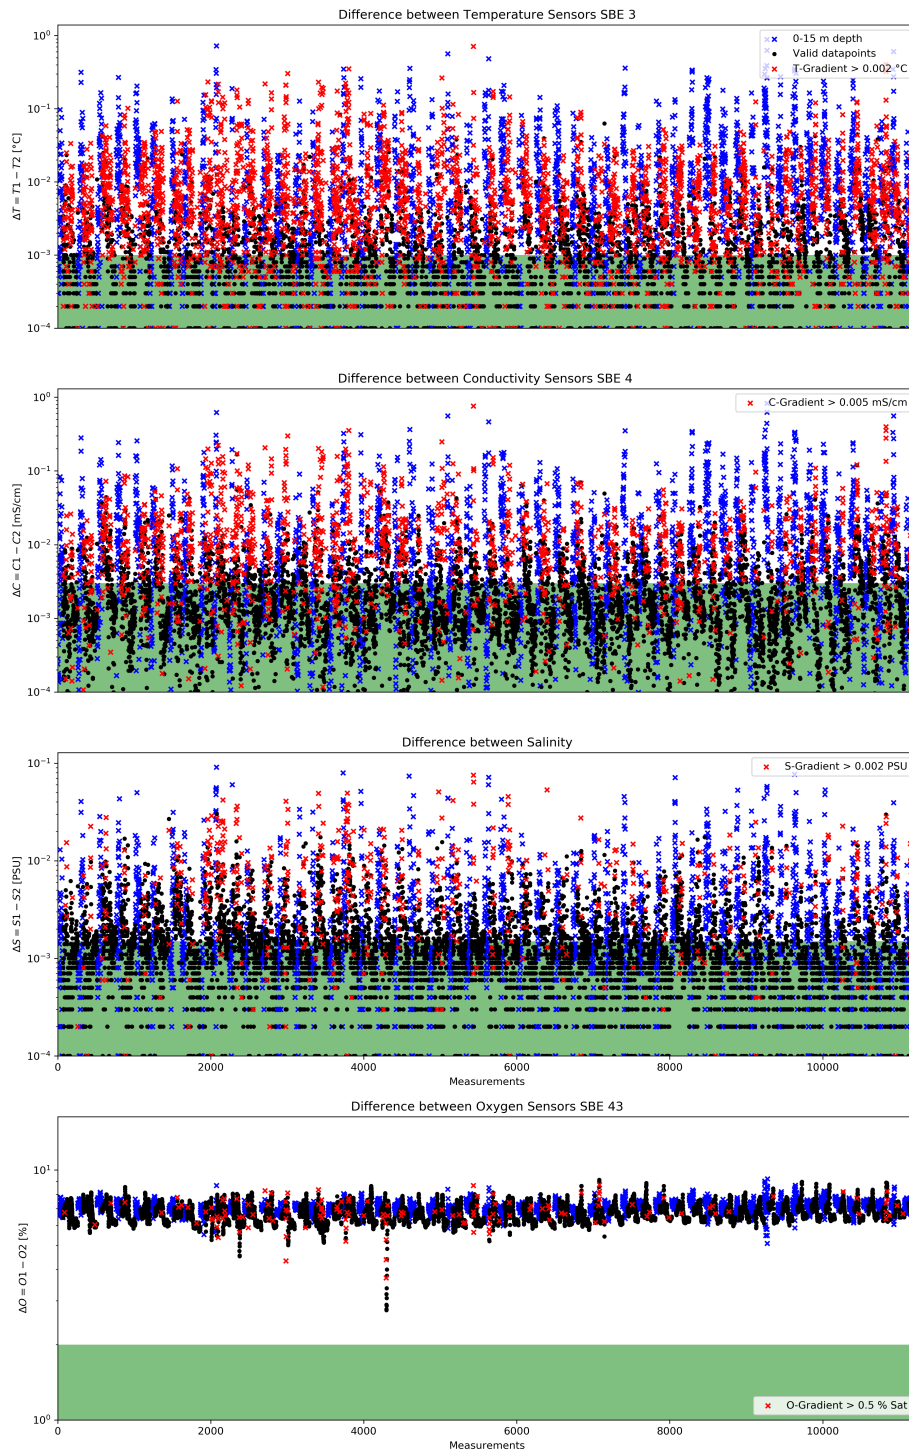 Difference between Temperature Sensors SBE 3
10⁰
10⁻¹
10⁻²
10⁻³
10⁻⁴
ΔT = T1 − T2 [°C]
0-15 m depth
Valid datapoints
T-Gradient > 0.002 °C
Difference between Conductivity Sensors SBE 4
10⁰
10⁻¹
10⁻²
10⁻³
10⁻⁴
ΔC = C1 − C2 [mS/cm]
C-Gradient > 0.005 mS/cm
Difference between Salinity
10⁻¹
10⁻²
10⁻³
10⁻⁴
ΔS = S1 − S2 [PSU]
S-Gradient > 0.002 PSU
0 2000 4000 6000 8000 10000
Measurements
Difference between Oxygen Sensors SBE 43
10¹
10⁰
ΔO = O1 − O2 [%]
O-Gradient > 0.5 % Sat
0 2000 4000 6000 8000 10000
Measurements